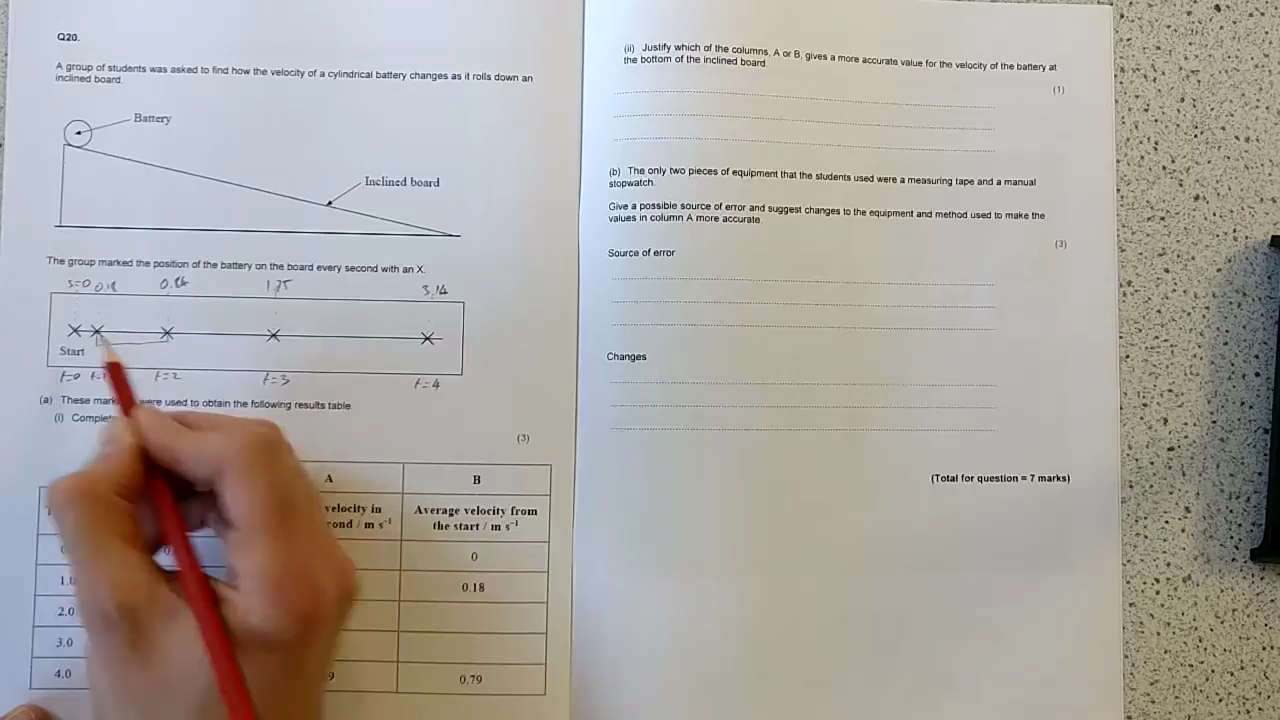 Q20.
A group of students was asked to find how the velocity of a cylindrical battery changes as it rolls down an
inclined board.
Battery
Inclined board
The group marked the position of the battery on the board every second with an X.
s=0 0.18 1.75 3.14
Start
t=0 t=1 t=2 t=3 t=4
(a) These were used to obtain the following results table.
(i)
(3)
A B
velocity in Average velocity from
/ m s⁻¹ the start / m s⁻¹
0
1.0 0.18
2.0
3.0
4.0 9 0.79
(ii) Justify which of the columns, A or B, gives a more accurate value for the velocity of the battery at
the bottom of the inclined board.
(1)
(b) The only two pieces of equipment that the students used were a measuring tape and a manual
stopwatch.
Give a possible source of error and suggest changes to the equipment and method used to make the
values in column A more accurate.
(3)
Source of error
Changes
(Total for question = 7 marks)